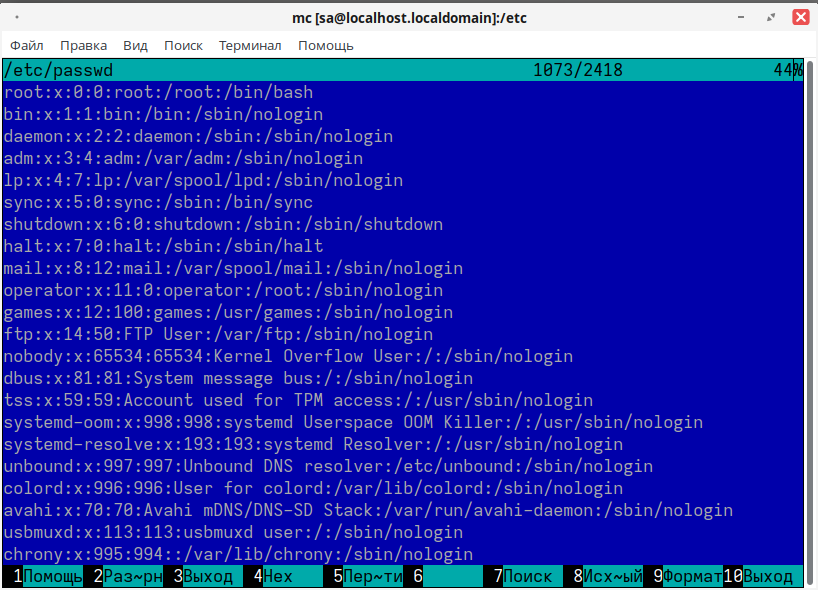 mc [sa@localhost.localdomain]:/etc
Файл Правка Вид Поиск Терминал Помощь
/etc/passwd 1073/2418 44%
root:x:0:0:root:/root:/bin/bash
bin:x:1:1:bin:/bin:/sbin/nologin
daemon:x:2:2:daemon:/sbin:/sbin/nologin
adm:x:3:4:adm:/var/adm:/sbin/nologin
lp:x:4:7:lp:/var/spool/lpd:/sbin/nologin
sync:x:5:0:sync:/sbin:/bin/sync
shutdown:x:6:0:shutdown:/sbin:/sbin/shutdown
halt:x:7:0:halt:/sbin:/sbin/halt
mail:x:8:12:mail:/var/spool/mail:/sbin/nologin
operator:x:11:0:operator:/root:/sbin/nologin
games:x:12:100:games:/usr/games:/sbin/nologin
ftp:x:14:50:FTP User:/var/ftp:/sbin/nologin
nobody:x:65534:65534:Kernel Overflow User:/:/sbin/nologin
dbus:x:81:81:System message bus:/:/sbin/nologin
tss:x:59:59:Account used for TPM access:/:/usr/sbin/nologin
systemd-oom:x:998:998:systemd Userspace OOM Killer:/:/usr/sbin/nologin
systemd-resolve:x:193:193:systemd Resolver:/:/usr/sbin/nologin
unbound:x:997:997:Unbound DNS resolver:/etc/unbound:/sbin/nologin
colord:x:996:996:User for colord:/var/lib/colord:/sbin/nologin
avahi:x:70:70:Avahi mDNS/DNS-SD Stack:/var/run/avahi-daemon:/sbin/nologin
usbmuxd:x:113:113:usbmuxd user:/:/sbin/nologin
chrony:x:995:994::/var/lib/chrony:/sbin/nologin
1Помощь 2Раз~рн 3Выход 4Hex 5Пер~ти 6 7Поиск 8Исх~ый 9Формат 10Выход